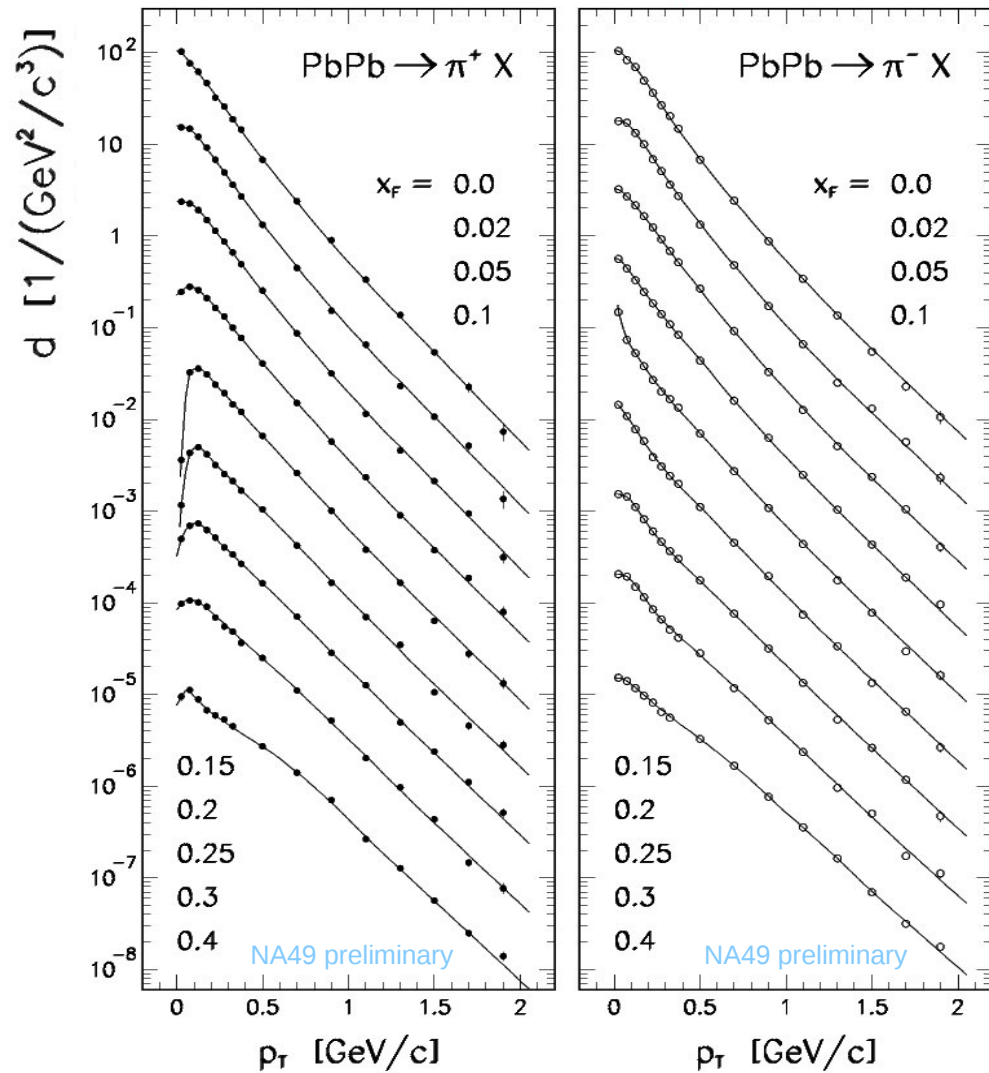 d [1/(GeV²/c³)]
10²
10
1
10⁻¹
10⁻²
10⁻³
10⁻⁴
10⁻⁵
10⁻⁶
10⁻⁷
10⁻⁸
PbPb → π⁺ X
x_F = 0.0
0.02
0.05
0.1
0.15
0.2
0.25
0.3
0.4
NA49 preliminary
0 0.5 1 1.5 2
p_T [GeV/c]
PbPb → π⁻ X
x_F = 0.0
0.02
0.05
0.1
0.15
0.2
0.25
0.3
0.4
NA49 preliminary
0 0.5 1 1.5 2
p_T [GeV/c]